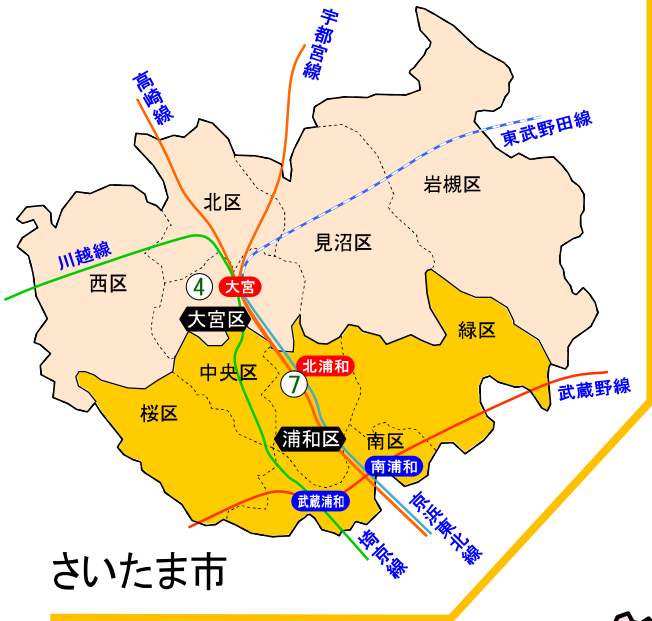 宇都宮線
高崎線
東武野田線
岩槻区
北区
見沼区
川越線
西区
4
大宮
大宮区
緑区
北浦和
中央区
7
武蔵野線
桜区
浦和区
南区
南浦和
武蔵浦和
京浜東北線
埼京線
さいたま市